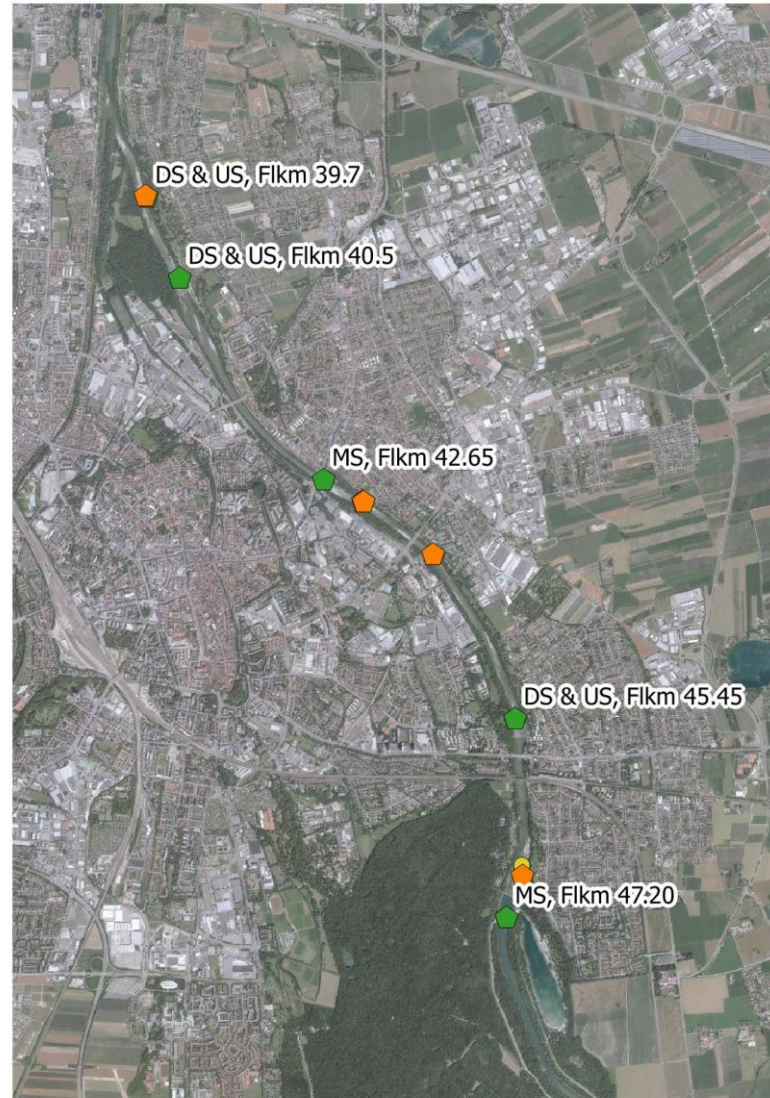 DS & US, Flkm 39.7
DS & US, Flkm 40.5
MS, Flkm 42.65
DS & US, Flkm 45.45
MS, Flkm 47.20